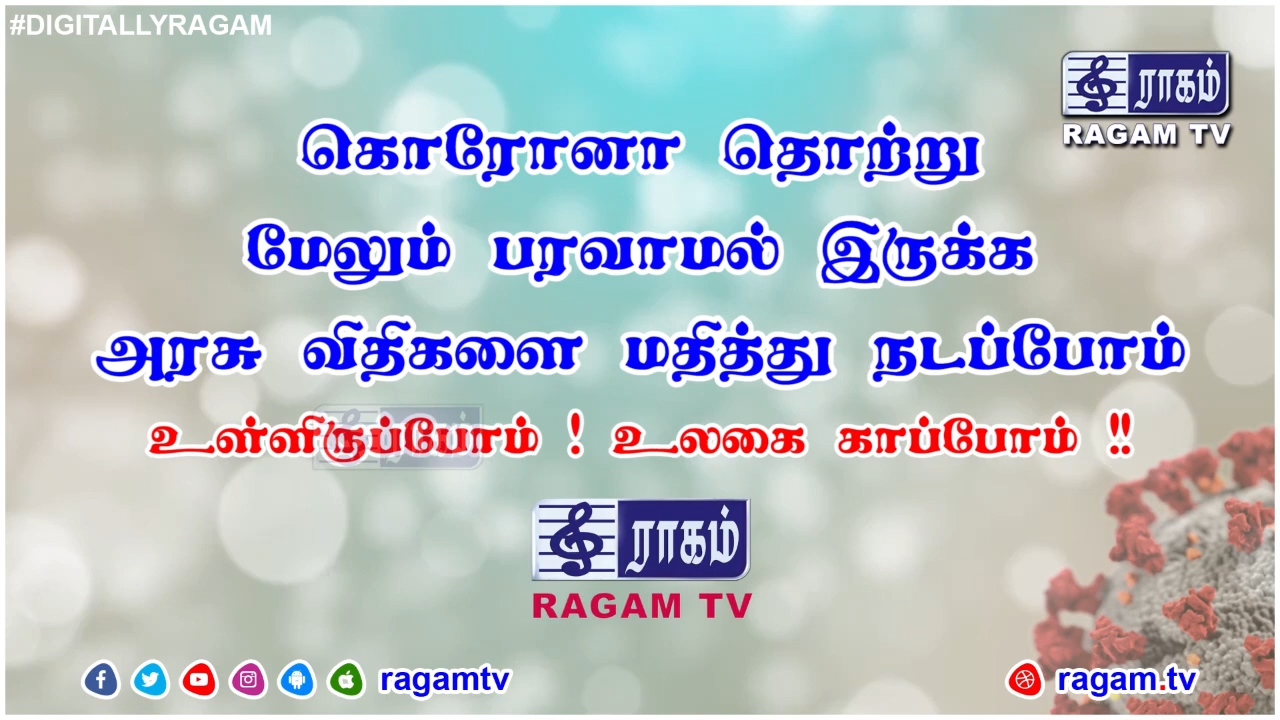 #DIGITALLYRAGAM
ராகம்
RAGAM TV
கொரோனா தொற்று
மேலும் பரவாமல் இருக்க
அரசு விதிகளை மதித்து நடப்போம்
உள்ளிருப்போம் ! உலகை காப்போம் !!
ராகம்
RAGAM TV
ragamtv
ragam.tv